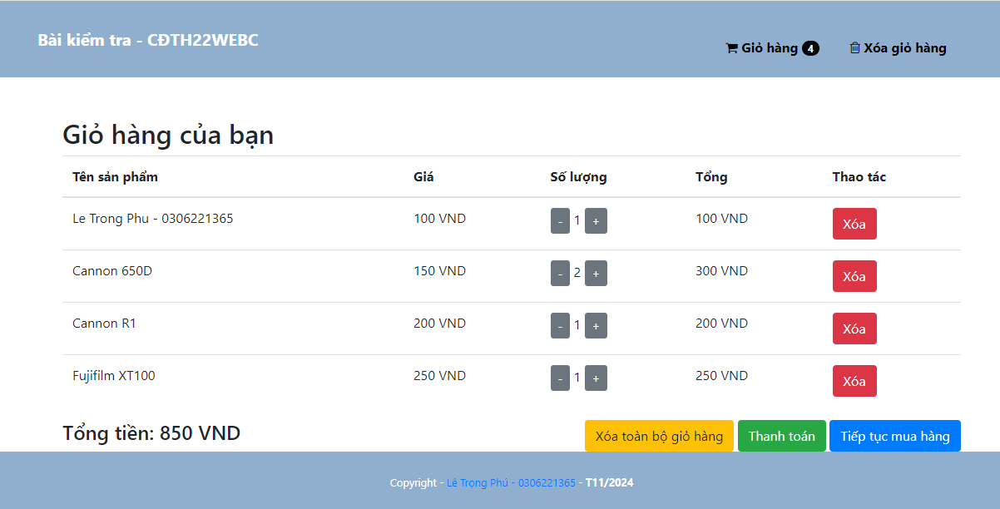 Bài kiểm tra - CĐTH22WEBC
Giỏ hàng 4 Xóa giỏ hàng
Giỏ hàng của bạn
Tên sản phẩm Giá Số lượng Tổng Thao tác
Le Trong Phu - 0306221365 100 VND - 1 + 100 VND Xóa
Cannon 650D 150 VND - 2 + 300 VND Xóa
Cannon R1 200 VND - 1 + 200 VND Xóa
Fujifilm XT100 250 VND - 1 + 250 VND Xóa
Tổng tiền: 850 VND Xóa toàn bộ giỏ hàng Thanh toán Tiếp tục mua hàng
Copyright - Lê Trọng Phú - 0306221365 - T11/2024